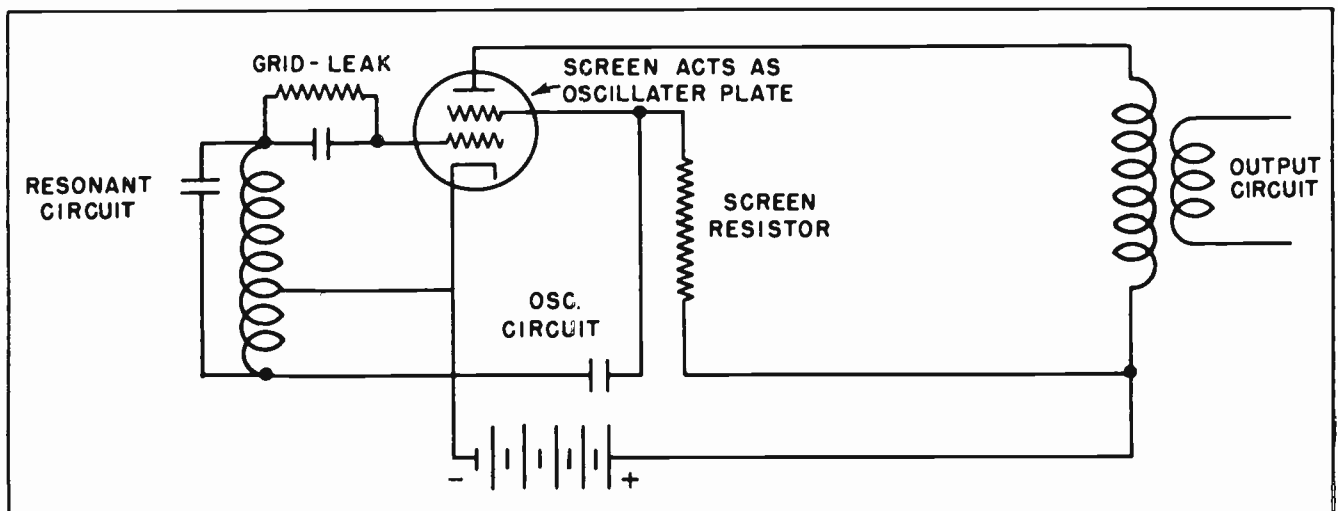 GRID-LEAK
SCREEN ACTS AS
OSCILLATER PLATE
RESONANT
CIRCUIT
SCREEN
RESISTOR
OUTPUT
CIRCUIT
OSC.
CIRCUIT
- +